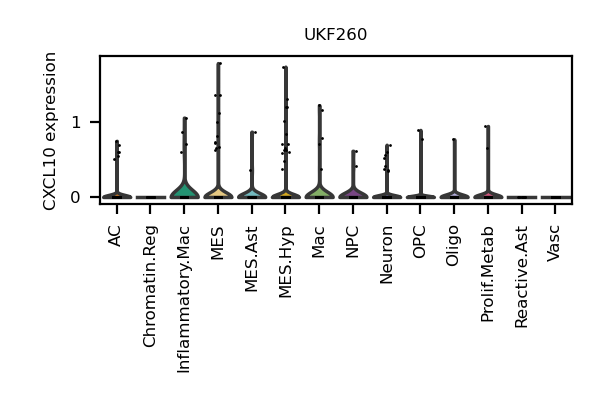 UKF260
CXCL10 expression
1
0
AC
Chromatin.Reg
Inflammatory.Mac
MES
MES.Ast
MES.Hyp
Mac
NPC
Neuron
OPC
Oligo
Prolif.Metab
Reactive.Ast
Vasc